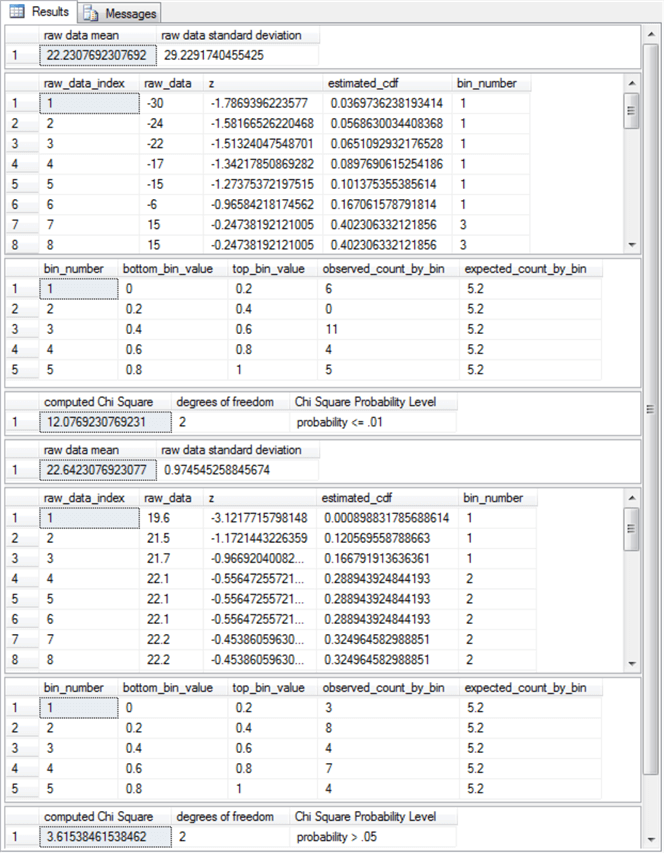 Results Messages
raw data mean raw data standard deviation
1 22.2307692307692 29.2291740455425
raw_data_index raw_data z estimated_cdf bin_number
1 1 -30 -1.7869396223577 0.0369736238193414 1
2 2 -24 -1.58166526220468 0.0568630034408368 1
3 3 -22 -1.51324047548701 0.0651092932176528 1
4 4 -17 -1.34217850869282 0.0897690615254186 1
5 5 -15 -1.27375372197515 0.101375355385614 1
6 6 -6 -0.96584218174562 0.167061578791814 1
7 7 15 -0.24738192121005 0.402306332121856 3
8 8 15 -0.24738192121005 0.402306332121856 3
bin_number bottom_bin_value top_bin_value observed_count_by_bin expected_count_by_bin
1 1 0 0.2 6 5.2
2 2 0.2 0.4 0 5.2
3 3 0.4 0.6 11 5.2
4 4 0.6 0.8 4 5.2
5 5 0.8 1 5 5.2
computed Chi Square degrees of freedom Chi Square Probability Level
1 12.0769230769231 2 probability <= .01
raw data mean raw data standard deviation
1 22.6423076923077 0.974545258845674
raw_data_index raw_data z estimated_cdf bin_number
1 1 19.6 -3.1217715798148 0.000898831785688614 1
2 2 21.5 -1.1721443226359 0.120569558788663 1
3 3 21.7 -0.96692040082... 0.166791913636361 1
4 4 22.1 -0.55647255721... 0.288943924844193 2
5 5 22.1 -0.55647255721... 0.288943924844193 2
6 6 22.1 -0.55647255721... 0.288943924844193 2
7 7 22.2 -0.45386059630... 0.324964582988851 2
8 8 22.2 -0.45386059630... 0.324964582988851 2
bin_number bottom_bin_value top_bin_value observed_count_by_bin expected_count_by_bin
1 1 0 0.2 3 5.2
2 2 0.2 0.4 8 5.2
3 3 0.4 0.6 4 5.2
4 4 0.6 0.8 7 5.2
5 5 0.8 1 4 5.2
computed Chi Square degrees of freedom Chi Square Probability Level
1 3.61538461538462 2 probability > .05